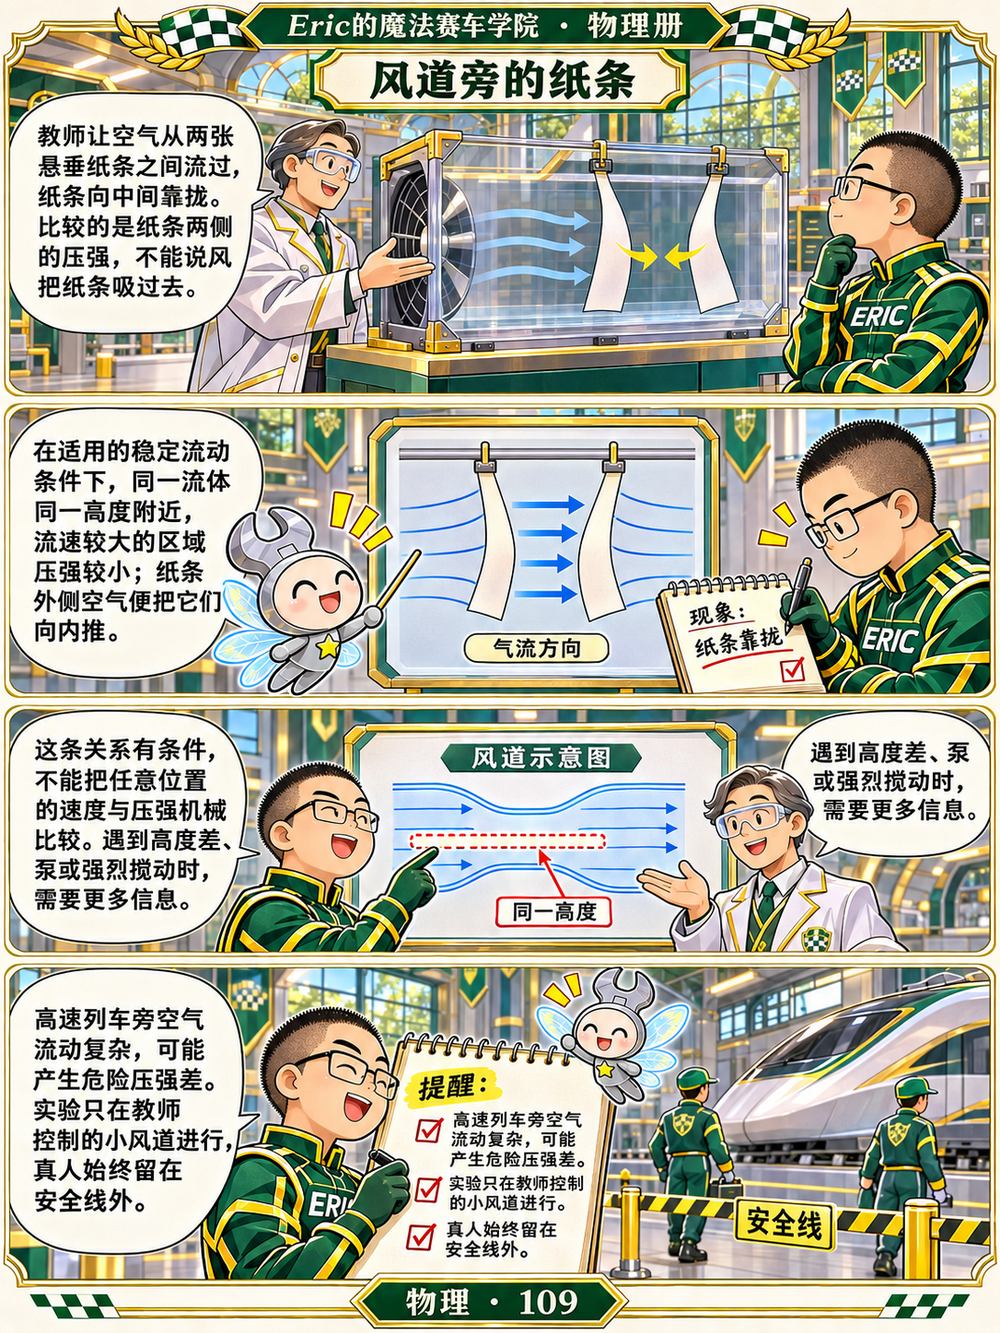 Eric的魔法赛车学院 · 物理册
风道旁的纸条
教师让空气从两张
悬垂纸条之间流过，
纸条向中间靠拢。
比较的是纸条两侧
的压强，不能说风
把纸条吸过去。
ERIC
在适用的稳定流动
条件下，同一流体
同一高度附近，
流速较大的区域
压强较小；纸条
外侧空气便把它们
向内推。
气流方向
现象：
纸条靠拢
ERIC
这条关系有条件，
不能把任意位置
的速度与压强机械
比较。遇到高度差、
泵或强烈搅动时，
需要更多信息。
风道示意图
同一高度
遇到高度差、泵
或强烈搅动时，
需要更多信息。
高速列车旁空气
流动复杂，可能
产生危险压强差。
实验只在教师
控制的小风道进行，
真人始终留在
安全线外。
ERIC
提醒：
高速列车旁空气
流动复杂，可能
产生危险压强差。
实验只在教师控制
的小风道进行。
真人始终留在
安全线外。
安全线
物理 · 109